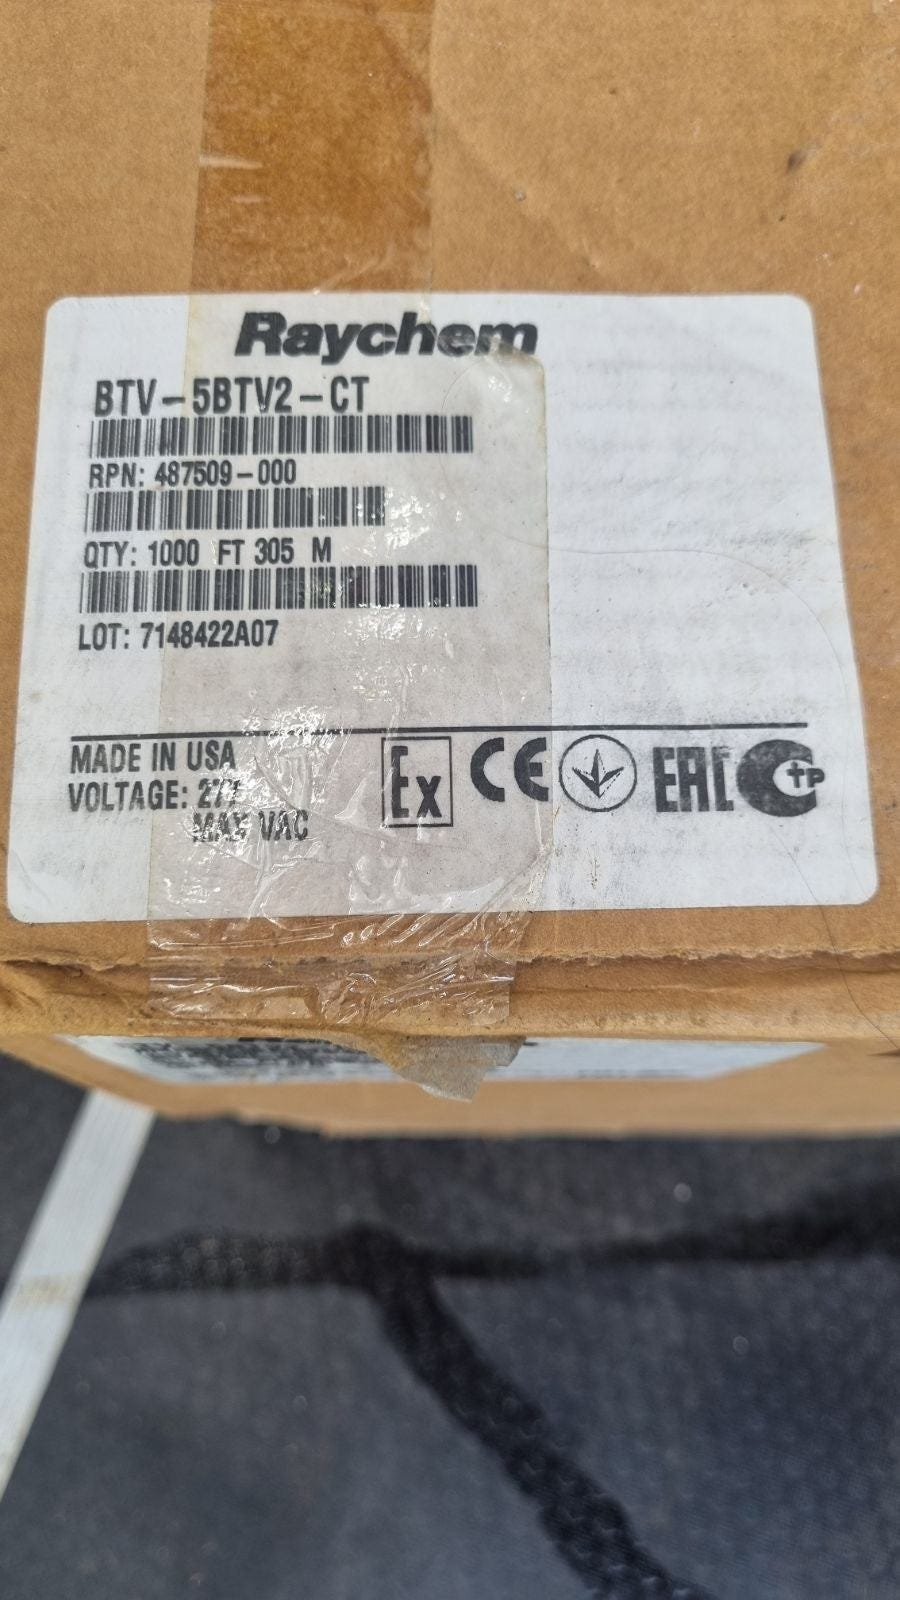 Raychem
BTV-5BTV2-CT
RPN: 487509-000
QTY: 1000 FT 305 M
LOT: 7148422A07
MADE IN USA
VOLTAGE: 277
MAX VAC
Ex CE EAC